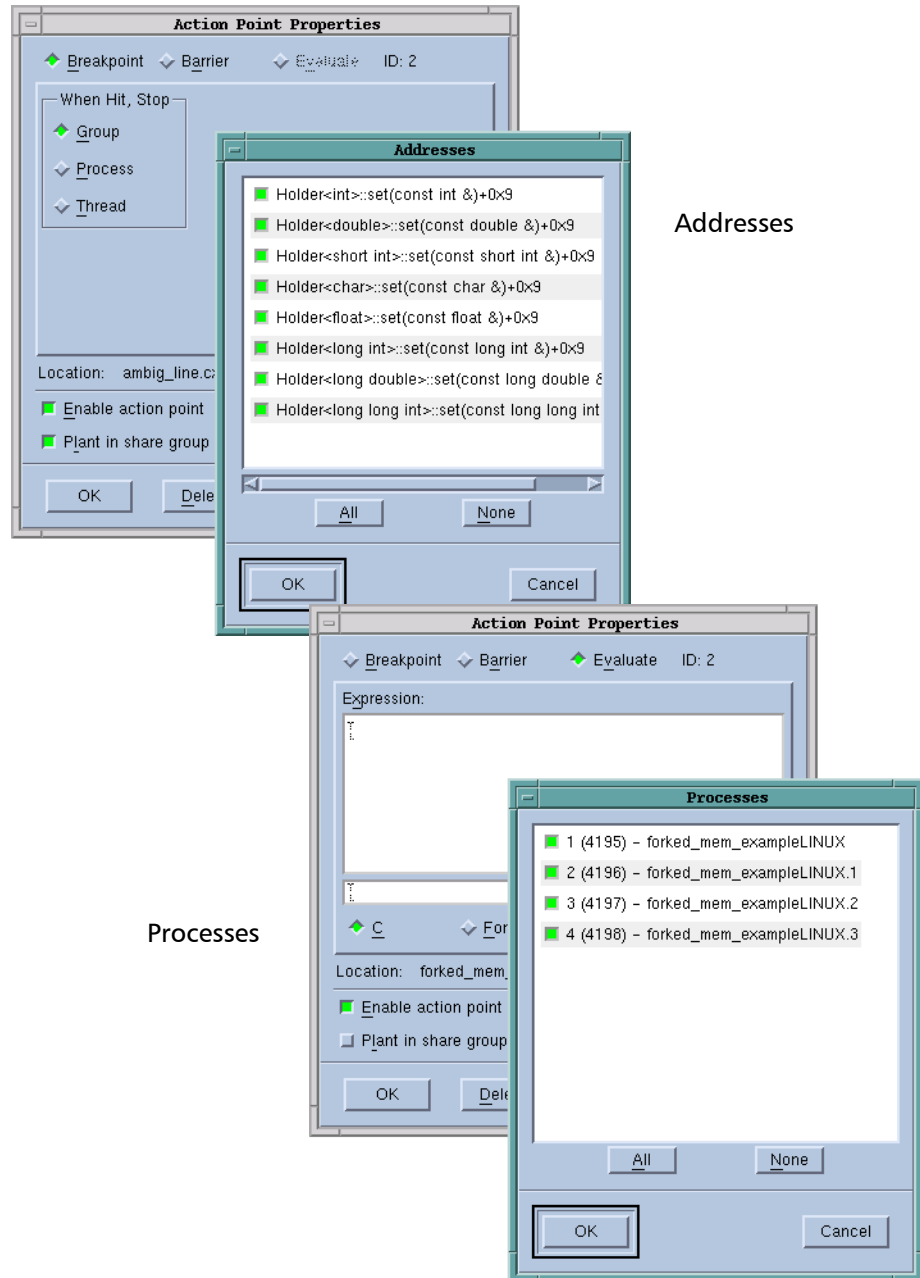 Action Point Properties
Breakpoint Barrier Evaluate ID: 2
When Hit, Stop
Group
Process
Thread
Location: ambig_line.cx
Enable action point
Plant in share group
OK Dele
Addresses
Holder<int>::set(const int &)+0x9
Holder<double>::set(const double &)+0x9
Holder<short int>::set(const short int &)+0x9
Holder<char>::set(const char &)+0x9
Holder<float>::set(const float &)+0x9
Holder<long int>::set(const long int &)+0x9
Holder<long double>::set(const long double &
Holder<long long int>::set(const long long int
All None
OK Cancel
Addresses
Action Point Properties
Breakpoint Barrier Evaluate ID: 2
Expression:
C For
Location: forked_mem_
Enable action point
Plant in share group
OK Dele
Processes
Processes
1 (4195) – forked_mem_exampleLINUX
2 (4196) – forked_mem_exampleLINUX.1
3 (4197) – forked_mem_exampleLINUX.2
4 (4198) – forked_mem_exampleLINUX.3
All None
OK Cancel